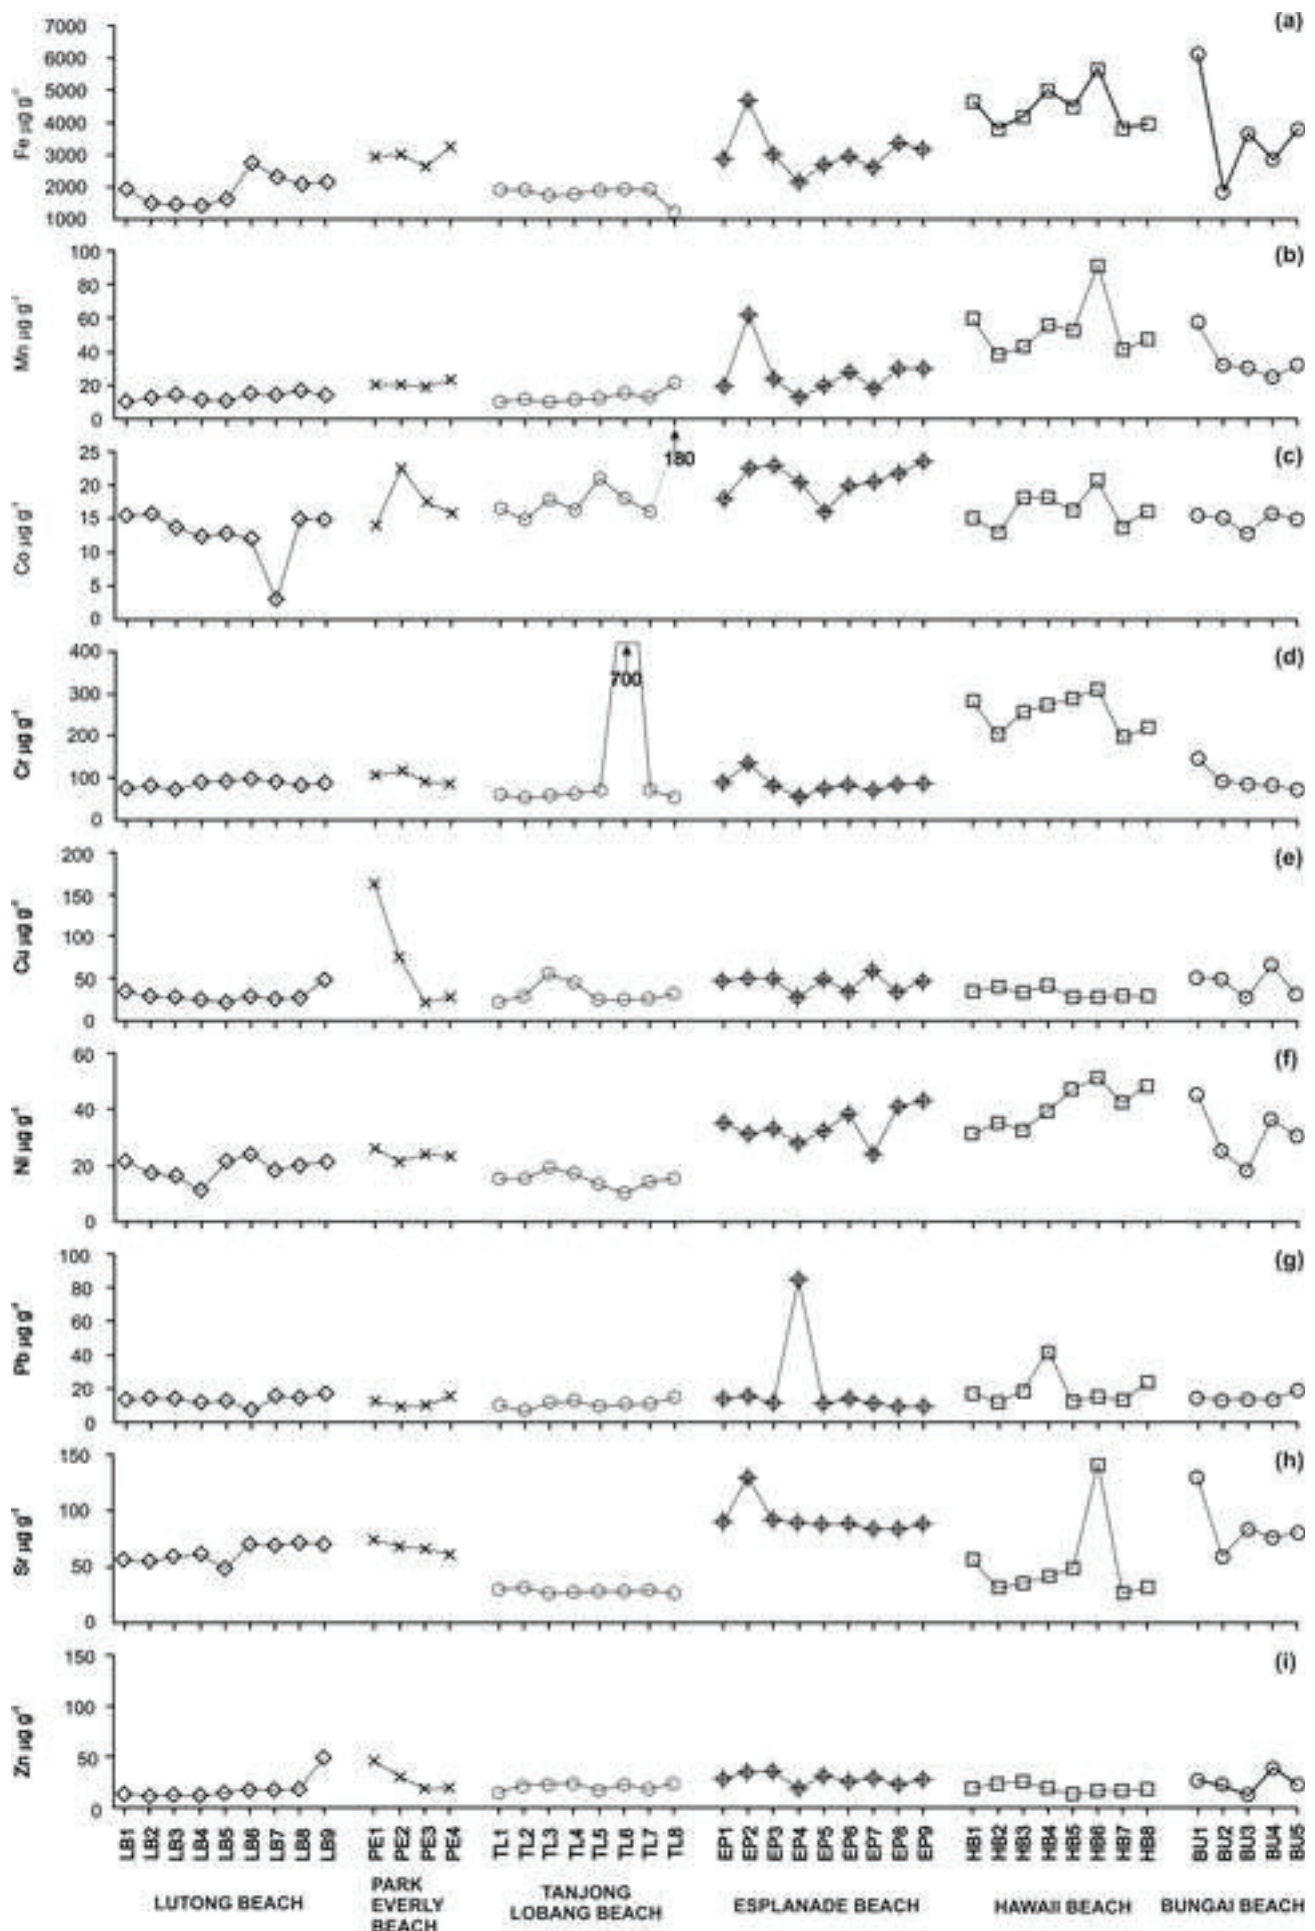 (a)
7000
6000
5000
4000
3000
2000
1000
Fe µg g⁻¹
(b)
100
80
60
40
20
0
Mn µg g⁻¹
(c)
180
25
20
15
10
5
0
Co µg g⁻¹
(d)
700
400
300
200
100
0
Cr µg g⁻¹
(e)
200
150
100
50
0
Cu µg g⁻¹
(f)
60
40
20
0
Ni µg g⁻¹
(g)
100
80
60
40
20
0
Pb µg g⁻¹
(h)
150
100
50
0
Sr µg g⁻¹
(i)
150
100
50
0
Zn µg g⁻¹
LB1 LB2 LB3 LB4 LB5 LB6 LB7 LB8 LB9 PE1 PE2 PE3 PE4 TL1 TL2 TL3 TL4 TL5 TL6 TL7 TL8 EP1 EP2 EP3 EP4 EP5 EP6 EP7 EP8 EP9 HB1 HB2 HB3 HB4 HB5 HB6 HB7 HB8 BU1 BU2 BU3 BU4 BU5
LUTONG BEACH
PARK
EVERLY
BEACH
TANJONG
LOBANG BEACH
ESPLANADE BEACH
HAWAII BEACH
BUNGAI BEACH